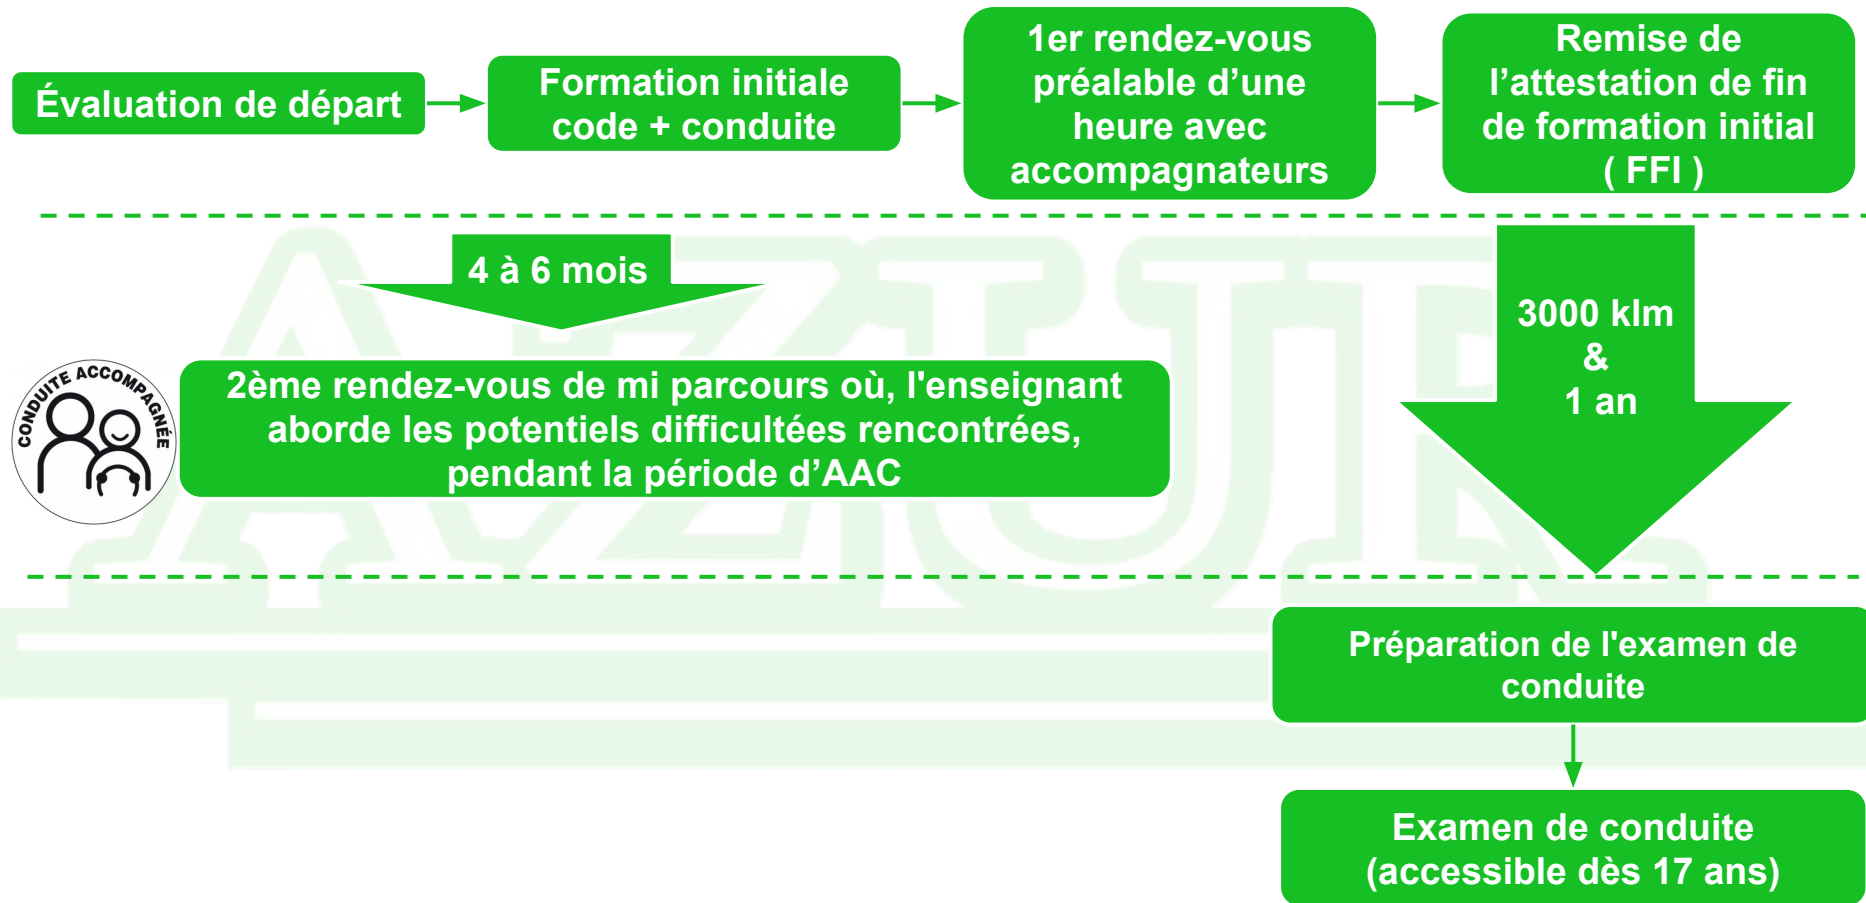 Évaluation de départ
Formation initiale
code + conduite
1er rendez-vous
préalable d’une
heure avec
accompagnateurs
Remise de
l’attestation de fin
de formation initial
( FFI )
4 à 6 mois
3000 klm
&
1 an
CONDUITE ACCOMPAGNÉE
2ème rendez-vous de mi parcours où, l'enseignant
aborde les potentiels difficultées rencontrées,
pendant la période d’AAC
AZUR
Préparation de l'examen de
conduite
Examen de conduite
(accessible dès 17 ans)